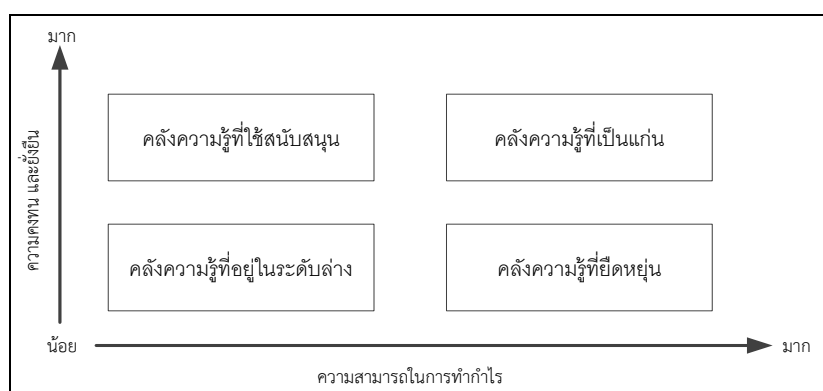 มาก
คลังความรู้ที่ใช้สนับสนุน
คลังความรู้ที่เป็นแก่น
ความคงทน และยั่งยืน
คลังความรู้ที่อยู่ในระดับล่าง
คลังความรู้ที่ยืดหยุ่น
น้อย
มาก
ความสามารถในการทำกำไร